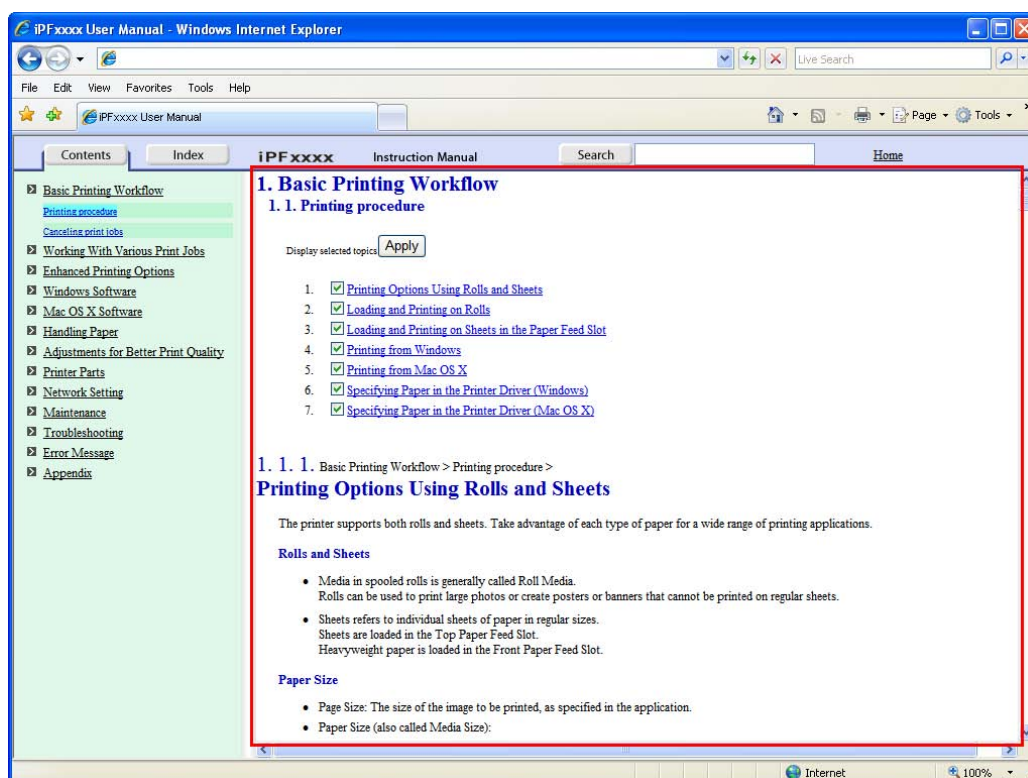 iPFxxxx User Manual - Windows Internet Explorer
Live Search
File Edit View Favorites Tools Help
iPFxxxx User Manual
Page Tools
Contents Index iPFxxxx Instruction Manual Search Home
Basic Printing Workflow
Printing procedure
Canceling print jobs
Working With Various Print Jobs
Enhanced Printing Options
Windows Software
Mac OS X Software
Handling Paper
Adjustments for Better Print Quality
Printer Parts
Network Setting
Maintenance
Troubleshooting
Error Message
Appendix
1. Basic Printing Workflow
1. 1. Printing procedure
Display selected topics Apply
1. Printing Options Using Rolls and Sheets
2. Loading and Printing on Rolls
3. Loading and Printing on Sheets in the Paper Feed Slot
4. Printing from Windows
5. Printing from Mac OS X
6. Specifying Paper in the Printer Driver (Windows)
7. Specifying Paper in the Printer Driver (Mac OS X)
1. 1. 1. Basic Printing Workflow > Printing procedure >
Printing Options Using Rolls and Sheets
The printer supports both rolls and sheets. Take advantage of each type of paper for a wide range of printing applications.
Rolls and Sheets
• Media in spooled rolls is generally called Roll Media.
Rolls can be used to print large photos or create posters or banners that cannot be printed on regular sheets.
• Sheets refers to individual sheets of paper in regular sizes.
Sheets are loaded in the Top Paper Feed Slot.
Heavyweight paper is loaded in the Front Paper Feed Slot.
Paper Size
• Page Size: The size of the image to be printed, as specified in the application.
• Paper Size (also called Media Size):
Internet 100%